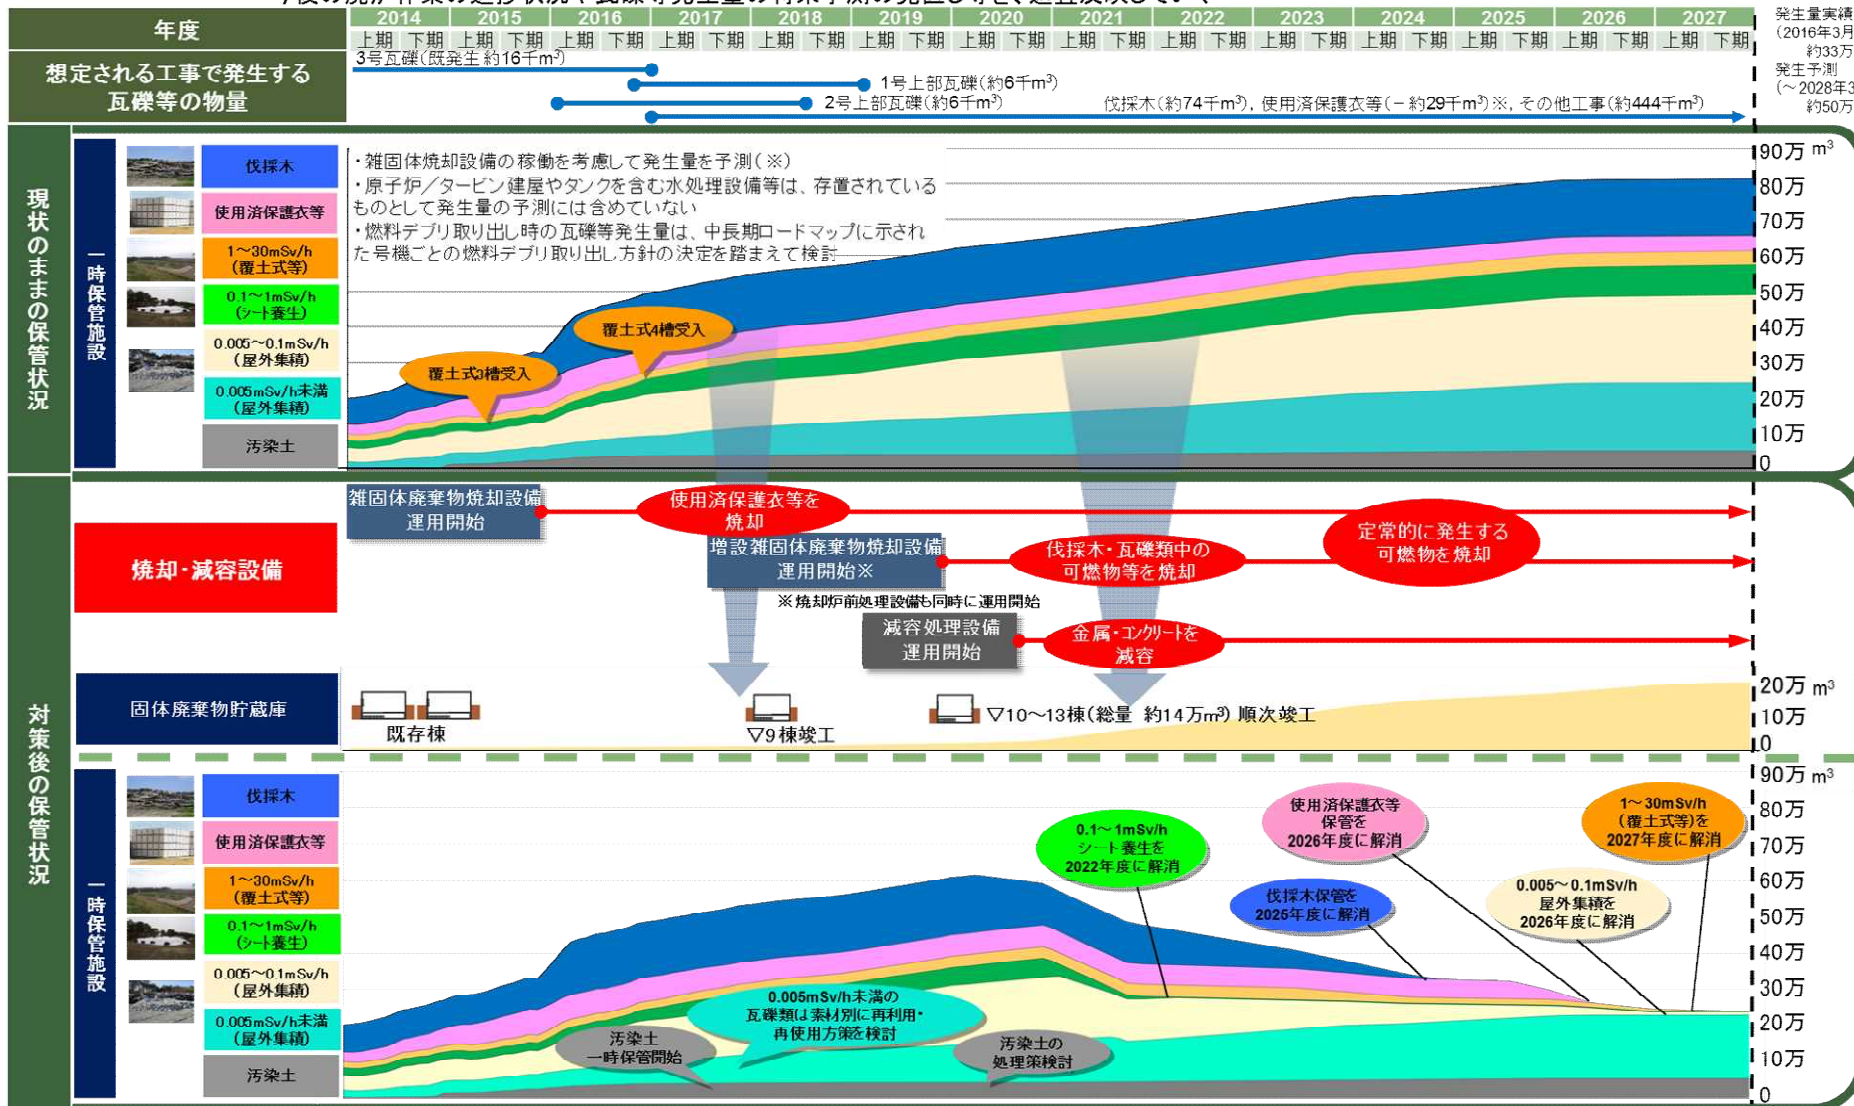 今後の廃炉作業の進捗状況や瓦礫等発生量の将来予測の見直し等を、適宜反映していく
年度
2014 2015 2016 2017 2018 2019 2020 2021 2022 2023 2024 2025 2026 2027
上期 下期 上期 下期 上期 下期 上期 下期 上期 下期 上期 下期 上期 下期 上期 下期 上期 下期 上期 下期 上期 下期 上期 下期 上期 下期 上期 下期
発生量実績
(2016年3月
約33万
発生予測
(～2028年3
約50万
想定される工事で発生する
瓦礫等の物量
3号瓦礫(既発生 約16千m³)
1号上部瓦礫(約6千m³)
2号上部瓦礫(約6千m³)
伐採木(約74千m³), 使用済保護衣等(－約29千m³)※, その他工事(約444千m³)
現状のままの保管状況
一時保管施設
伐採木
使用済保護衣等
1～30mSv/h
(覆土式等)
0.1～1mSv/h
(シート養生)
0.005～0.1mSv/h
(屋外集積)
0.005mSv/h未満
(屋外集積)
汚染土
・雑固体焼却設備の稼働を考慮して発生量を予測(※)
・原子炉／タービン建屋やタンクを含む水処理設備等は、存置されている
ものとして発生量の予測には含めていない
・燃料デブリ取り出し時の瓦礫等発生量は、中長期ロードマップに示され
た号機ごとの燃料デブリ取り出し方針の決定を踏まえて検討
覆土式4槽受入
覆土式3槽受入
90万 m³
80万
70万
60万
50万
40万
30万
20万
10万
0
対策後の保管状況
焼却・減容設備
雑固体廃棄物焼却設備
運用開始
使用済保護衣等を
焼却
増設雑固体廃棄物焼却設備
運用開始※
伐採木・瓦礫類中の
可燃物等を焼却
定常的に発生する
可燃物を焼却
※焼却炉前処理設備も同時に運用開始
減容処理設備
運用開始
金属・コンクリートを
減容
固体廃棄物貯蔵庫
既存棟
▽9棟竣工
▽10～13棟(総量 約14万m³) 順次竣工
20万 m³
10万
0
一時保管施設
伐採木
使用済保護衣等
1～30mSv/h
(覆土式等)
0.1～1mSv/h
(シート養生)
0.005～0.1mSv/h
(屋外集積)
0.005mSv/h未満
(屋外集積)
汚染土
0.1～1mSv/h
シート養生を
2022年度に解消
使用済保護衣等
保管を
2026年度に解消
1～30mSv/h
(覆土式等)を
2027年度に解消
伐採木保管を
2025年度に解消
0.005～0.1mSv/h
屋外集積を
2026年度に解消
0.005mSv/h未満の
瓦礫類は素材別に再利用・
再使用方策を検討
汚染土
一時保管開始
汚染土の
処理策検討
90万 m³
80万
70万
60万
50万
40万
30万
20万
10万
0